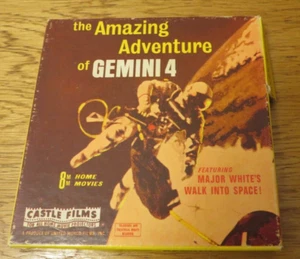 the Amazing
Adventure
of GEMINI 4
FEATURING
MAJOR WHITE'S
WALK INTO SPACE!
8MM HOME
MOVIES
CASTLE FILMS